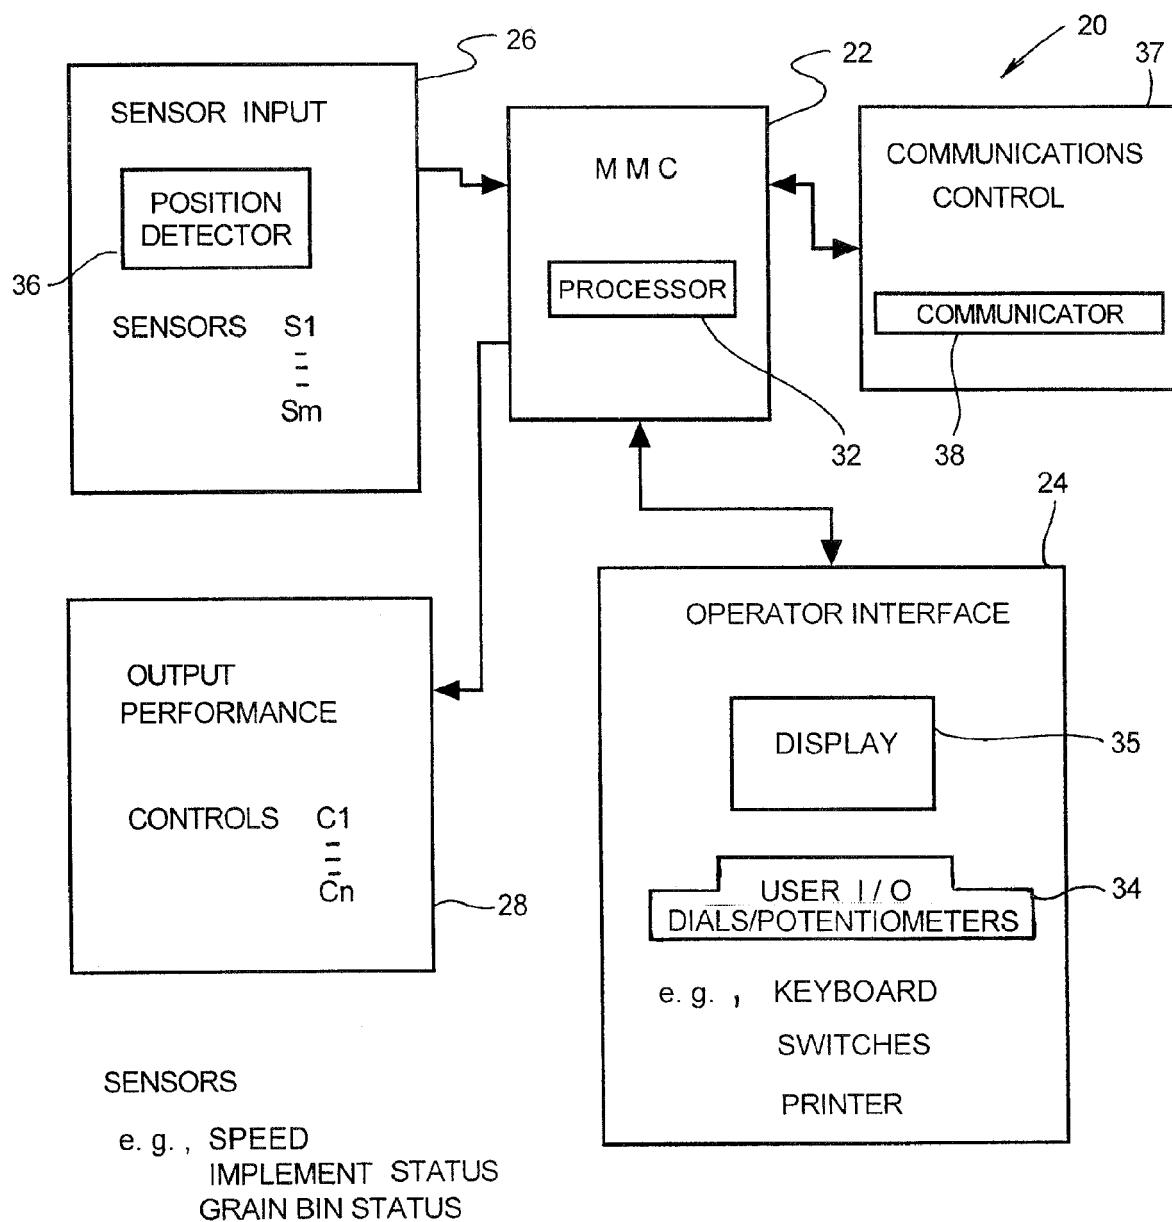 20
26
22
37
SENSOR INPUT
POSITION
DETECTOR
36
SENSORS S1
Sm
M M C
PROCESSOR
32
COMMUNICATIONS
CONTROL
COMMUNICATOR
38
24
OUTPUT
PERFORMANCE
CONTROLS C1
Cn
28
OPERATOR INTERFACE
DISPLAY
35
USER I / O
DIALS/POTENTIOMETERS
34
e. g. , KEYBOARD
SWITCHES
PRINTER
SENSORS
e. g. , SPEED
IMPLEMENT STATUS
GRAIN BIN STATUS